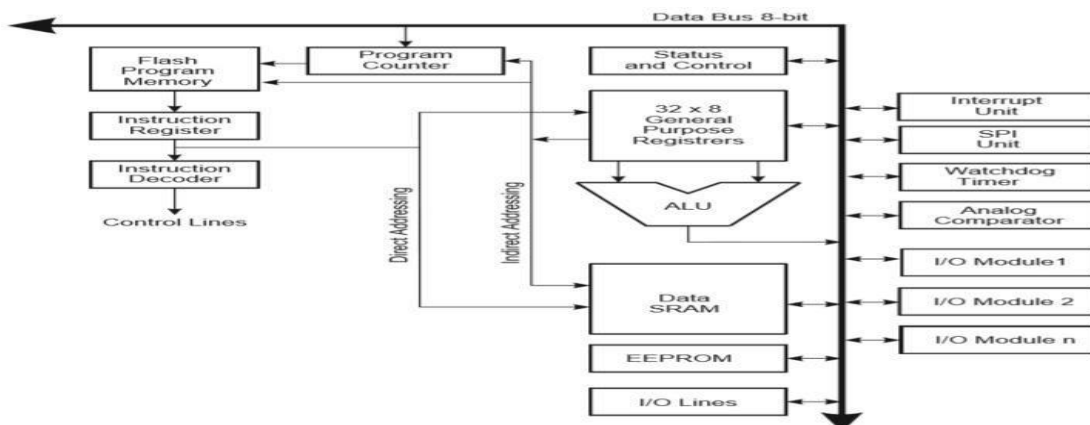 Data Bus 8-bit
Flash
Program
Memory
Program
Counter
Status
and Control
Instruction
Register
32 x 8
General
Purpose
Registrers
Interrupt
Unit
SPI
Unit
Instruction
Decoder
Watchdog
Timer
Control Lines
Direct Addressing
Indirect Addressing
ALU
Analog
Comparator
I/O Module1
Data
SRAM
I/O Module 2
I/O Module n
EEPROM
I/O Lines